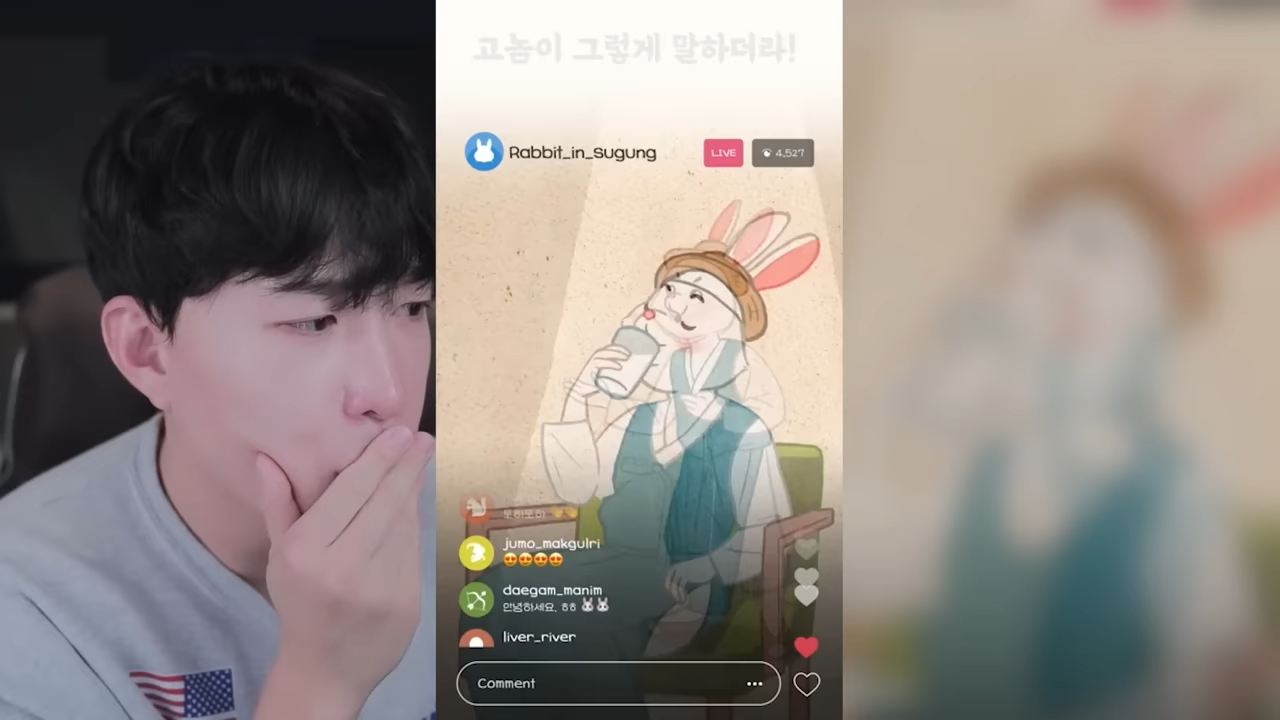 고놈이 그렇게 말하더라!
Rabbit_in_sugung
LIVE
4,527
jumo_makgulri
😍😍😍😍
daegam_manim
안녕하세요, ㅎㅎ 🐰🐰
liver_river
Comment